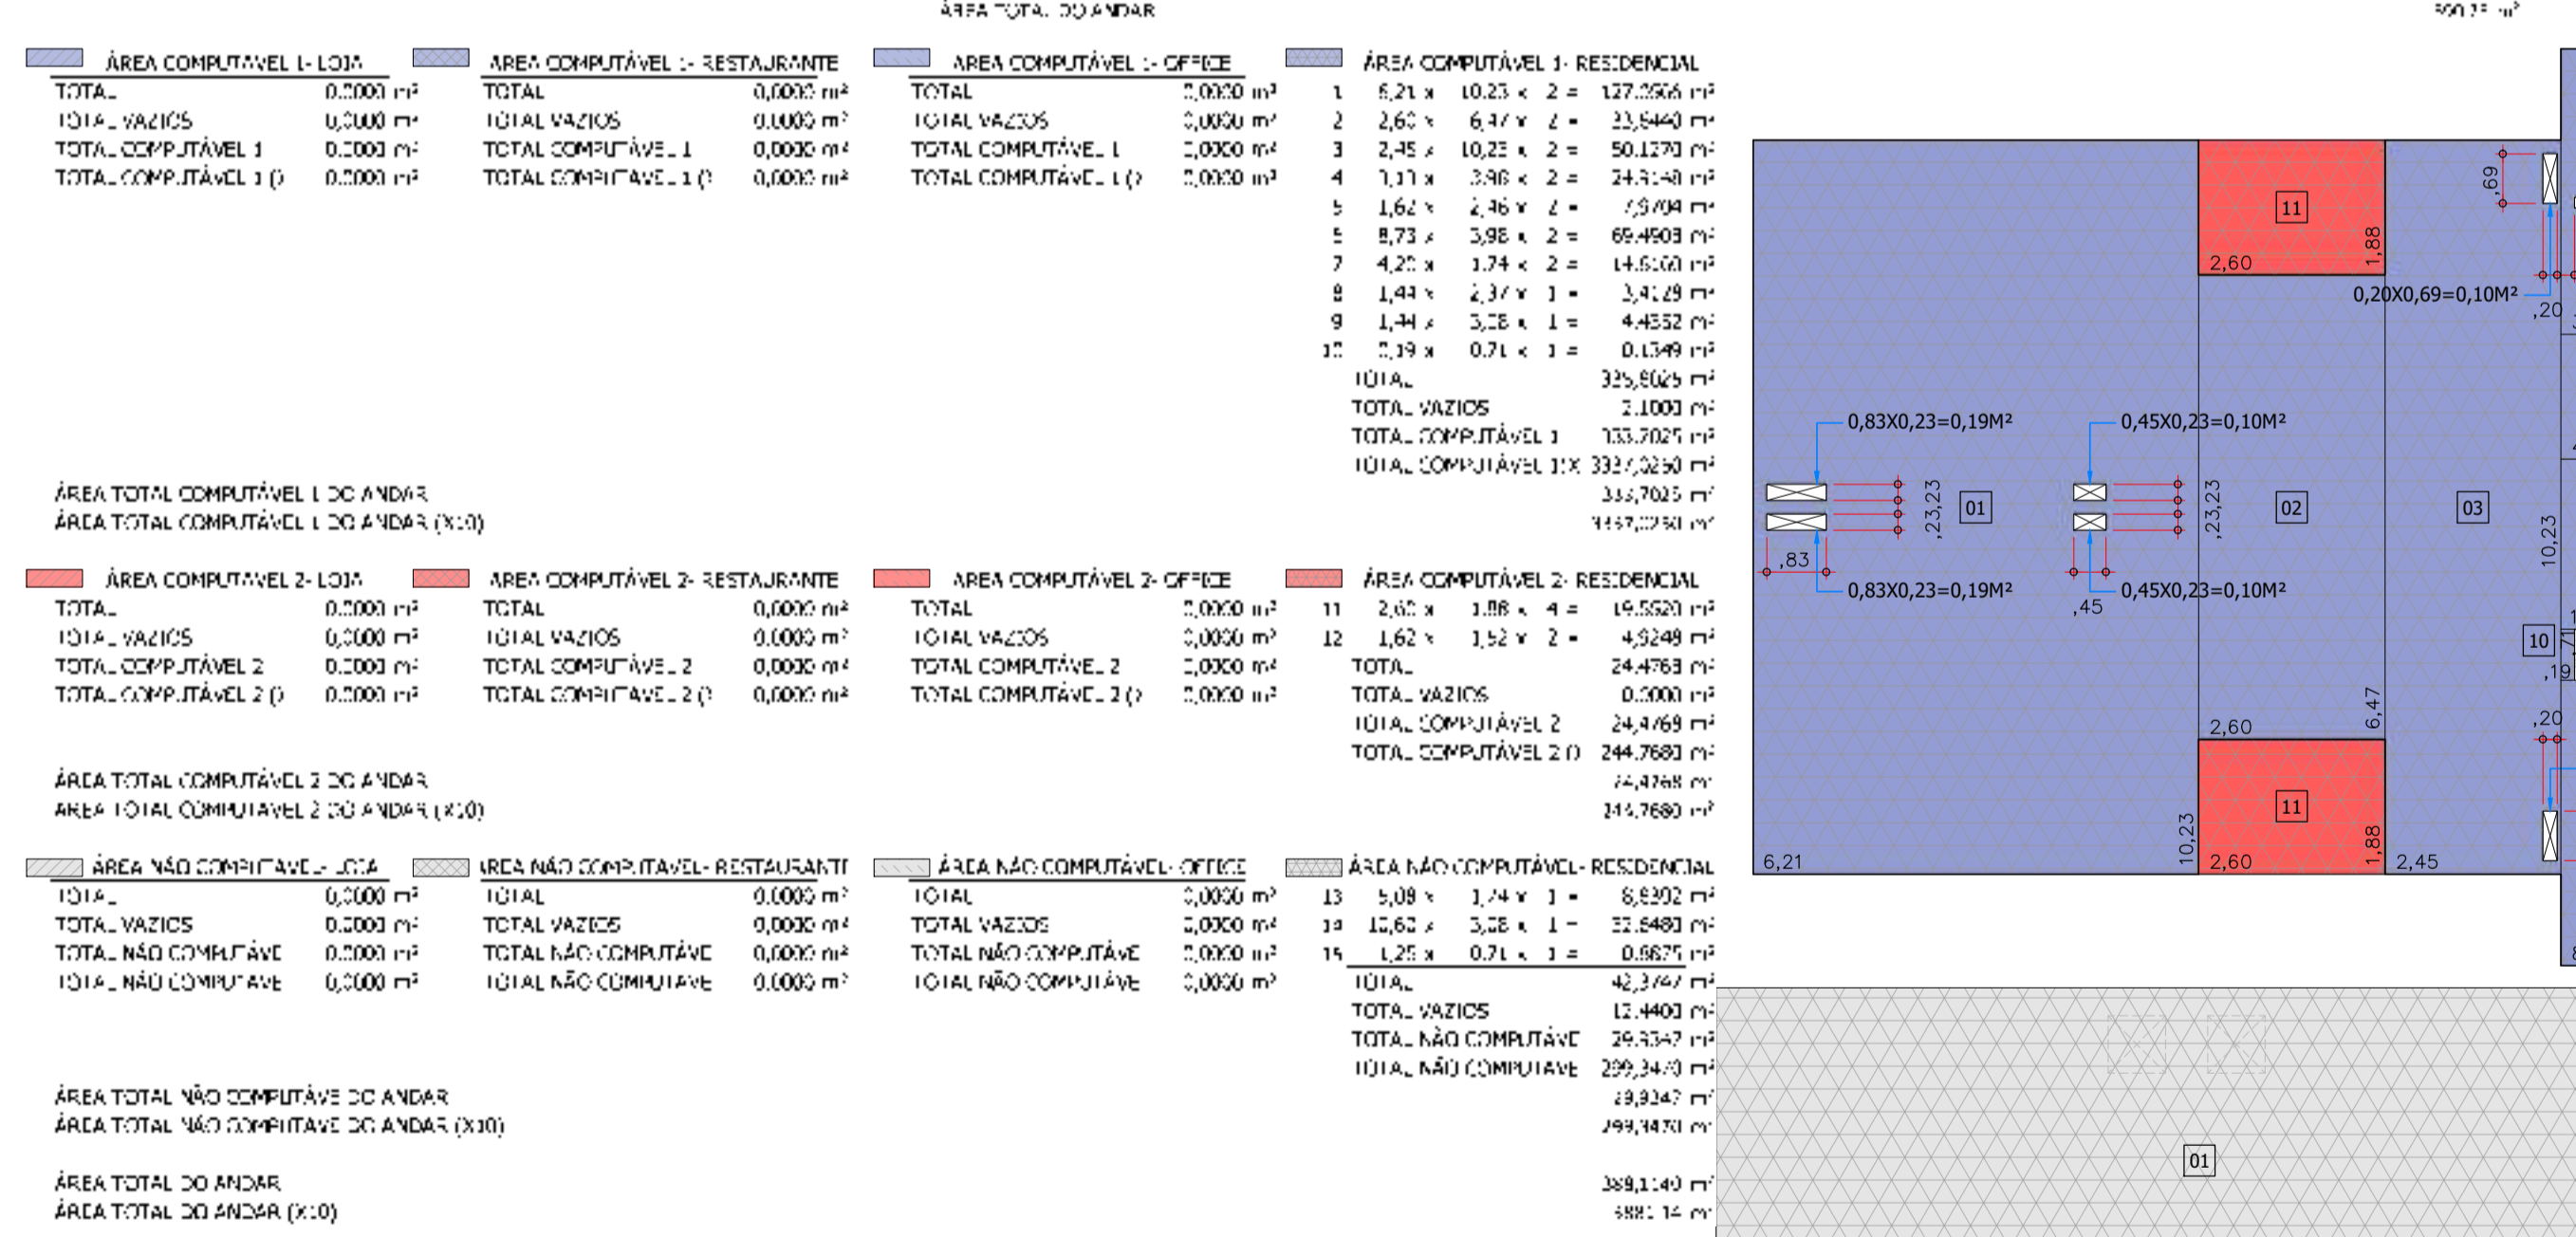 ÁREA TOTAL DO ANDAR
ÁREA COMPUTÁVEL 1- LOJA
TOTAL 0,0000 m²
TOTAL VAZIOS 0,0000 m²
TOTAL COMPUTÁVEL 1 0,0000 m²
TOTAL COMPUTÁVEL 1 () 0,0000 m²
ÁREA COMPUTÁVEL 1- RESTAURANTE
TOTAL 0,0000 m²
TOTAL VAZIOS 0,0000 m²
TOTAL COMPUTÁVEL 1 0,0000 m²
TOTAL COMPUTÁVEL 1 () 0,0000 m²
ÁREA COMPUTÁVEL 1- OFFICE
TOTAL 0,0000 m²
TOTAL VAZIOS 0,0000 m²
TOTAL COMPUTÁVEL 1 0,0000 m²
TOTAL COMPUTÁVEL 1 () 0,0000 m²
ÁREA COMPUTÁVEL 1- RESIDENCIAL
1 6,21 x 10,23 x 2 = 127,0566 m²
2 2,60 x 6,47 x 2 = 33,6440 m²
3 2,45 x 10,23 x 2 = 50,1270 m²
4 3,13 x 3,98 x 2 = 24,9148 m²
5 1,62 x 2,46 x 2 = 7,9704 m²
6 8,73 x 3,98 x 2 = 69,4908 m²
7 4,20 x 1,74 x 2 = 14,6160 m²
8 1,44 x 2,37 x 1 = 3,4128 m²
9 1,44 x 3,08 x 1 = 4,4352 m²
10 0,19 x 0,71 x 1 = 0,1349 m²
TOTAL 335,8025 m²
TOTAL VAZIOS 2,1000 m²
TOTAL COMPUTÁVEL 1 333,7025 m²
TOTAL COMPUTÁVEL 1 (X 3337,0250 m²
ÁREA TOTAL COMPUTÁVEL 1 DO ANDAR 333,7025 m²
ÁREA TOTAL COMPUTÁVEL 1 DO ANDAR (X10) 3337,0250 m²
ÁREA COMPUTÁVEL 2- LOJA
TOTAL 0,0000 m²
TOTAL VAZIOS 0,0000 m²
TOTAL COMPUTÁVEL 2 0,0000 m²
TOTAL COMPUTÁVEL 2 () 0,0000 m²
ÁREA COMPUTÁVEL 2- RESTAURANTE
TOTAL 0,0000 m²
TOTAL VAZIOS 0,0000 m²
TOTAL COMPUTÁVEL 2 0,0000 m²
TOTAL COMPUTÁVEL 2 () 0,0000 m²
ÁREA COMPUTÁVEL 2- OFFICE
TOTAL 0,0000 m²
TOTAL VAZIOS 0,0000 m²
TOTAL COMPUTÁVEL 2 0,0000 m²
TOTAL COMPUTÁVEL 2 () 0,0000 m²
ÁREA COMPUTÁVEL 2- RESIDENCIAL
11 2,60 x 1,88 x 4 = 19,5520 m²
12 1,62 x 1,52 x 2 = 4,9248 m²
TOTAL 24,4768 m²
TOTAL VAZIOS 0,0000 m²
TOTAL COMPUTÁVEL 2 24,4768 m²
TOTAL COMPUTÁVEL 2 () 244,7680 m²
ÁREA TOTAL COMPUTÁVEL 2 DO ANDAR 24,4768 m²
ÁREA TOTAL COMPUTÁVEL 2 DO ANDAR (X10) 244,7680 m²
ÁREA NÃO COMPUTÁVEL- LOJA
TOTAL 0,0000 m²
TOTAL VAZIOS 0,0000 m²
TOTAL NÃO COMPUTÁVE 0,0000 m²
TOTAL NÃO COMPUTÁVE 0,0000 m²
ÁREA NÃO COMPUTÁVEL- RESTAURANTE
TOTAL 0,0000 m²
TOTAL VAZIOS 0,0000 m²
TOTAL NÃO COMPUTÁVE 0,0000 m²
TOTAL NÃO COMPUTÁVE 0,0000 m²
ÁREA NÃO COMPUTÁVEL- OFFICE
TOTAL 0,0000 m²
TOTAL VAZIOS 0,0000 m²
TOTAL NÃO COMPUTÁVE 0,0000 m²
TOTAL NÃO COMPUTÁVE 0,0000 m²
ÁREA NÃO COMPUTÁVEL- RESIDENCIAL
13 5,08 x 1,74 x 1 = 8,8392 m²
14 10,60 x 3,08 x 1 = 32,6480 m²
15 1,25 x 0,71 x 1 = 0,8875 m²
TOTAL 42,3747 m²
TOTAL VAZIOS 12,4400 m²
TOTAL NÃO COMPUTÁVE 29,9347 m²
TOTAL NÃO COMPUTÁVE 299,3470 m²
ÁREA TOTAL NÃO COMPUTÁVE DO ANDAR 29,9347 m²
ÁREA TOTAL NÃO COMPUTÁVE DO ANDAR (X10) 299,3470 m²
ÁREA TOTAL DO ANDAR 388,1140 m²
ÁREA TOTAL DO ANDAR (X10) 3881,14 m²
11
1,88
2,60
,69
0,20X0,69=0,10M²
,20
0,83X0,23=0,19M²
0,45X0,23=0,10M²
,23,23
01
,23,23
02
03
10,23
,83
0,83X0,23=0,19M²
0,45X0,23=0,10M²
,45
10
,19
6,47
2,60
,20
11
10,23
1,88
6,21
2,60
2,45
01